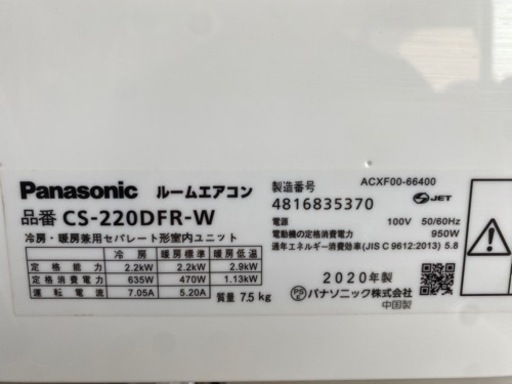 Panasonic ルームエアコン
品番 CS-220DFR-W
冷房・暖房兼用セパレート形室内ユニット
冷 房 暖房標準 暖房低温
定 格 能 力 2.2kW 2.2kW 2.9kW
定格消費電力 635W 470W 1.13kW
運 転 電 流 7.05A 5.20A
質量 7.5 kg
ACXF00-66400
製造番号
4816835370
JET
電源 100V 50/60Hz
電動機の定格消費電力 950W
通年エネルギー消費効率(JIS C 9612:2013) 5.8
2020年製
PS E パナソニック株式会社
中国製